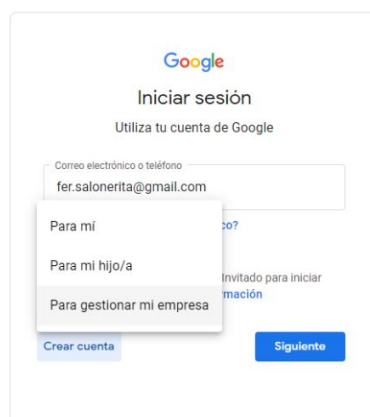 Google
Iniciar sesión
Utiliza tu cuenta de Google
Correo electrónico o teléfono
fer.salonerita@gmail.com
co?
Para mí
Para mi hijo/a
Invitado para iniciar
rmación
Para gestionar mi empresa
Crear cuenta
Siguiente